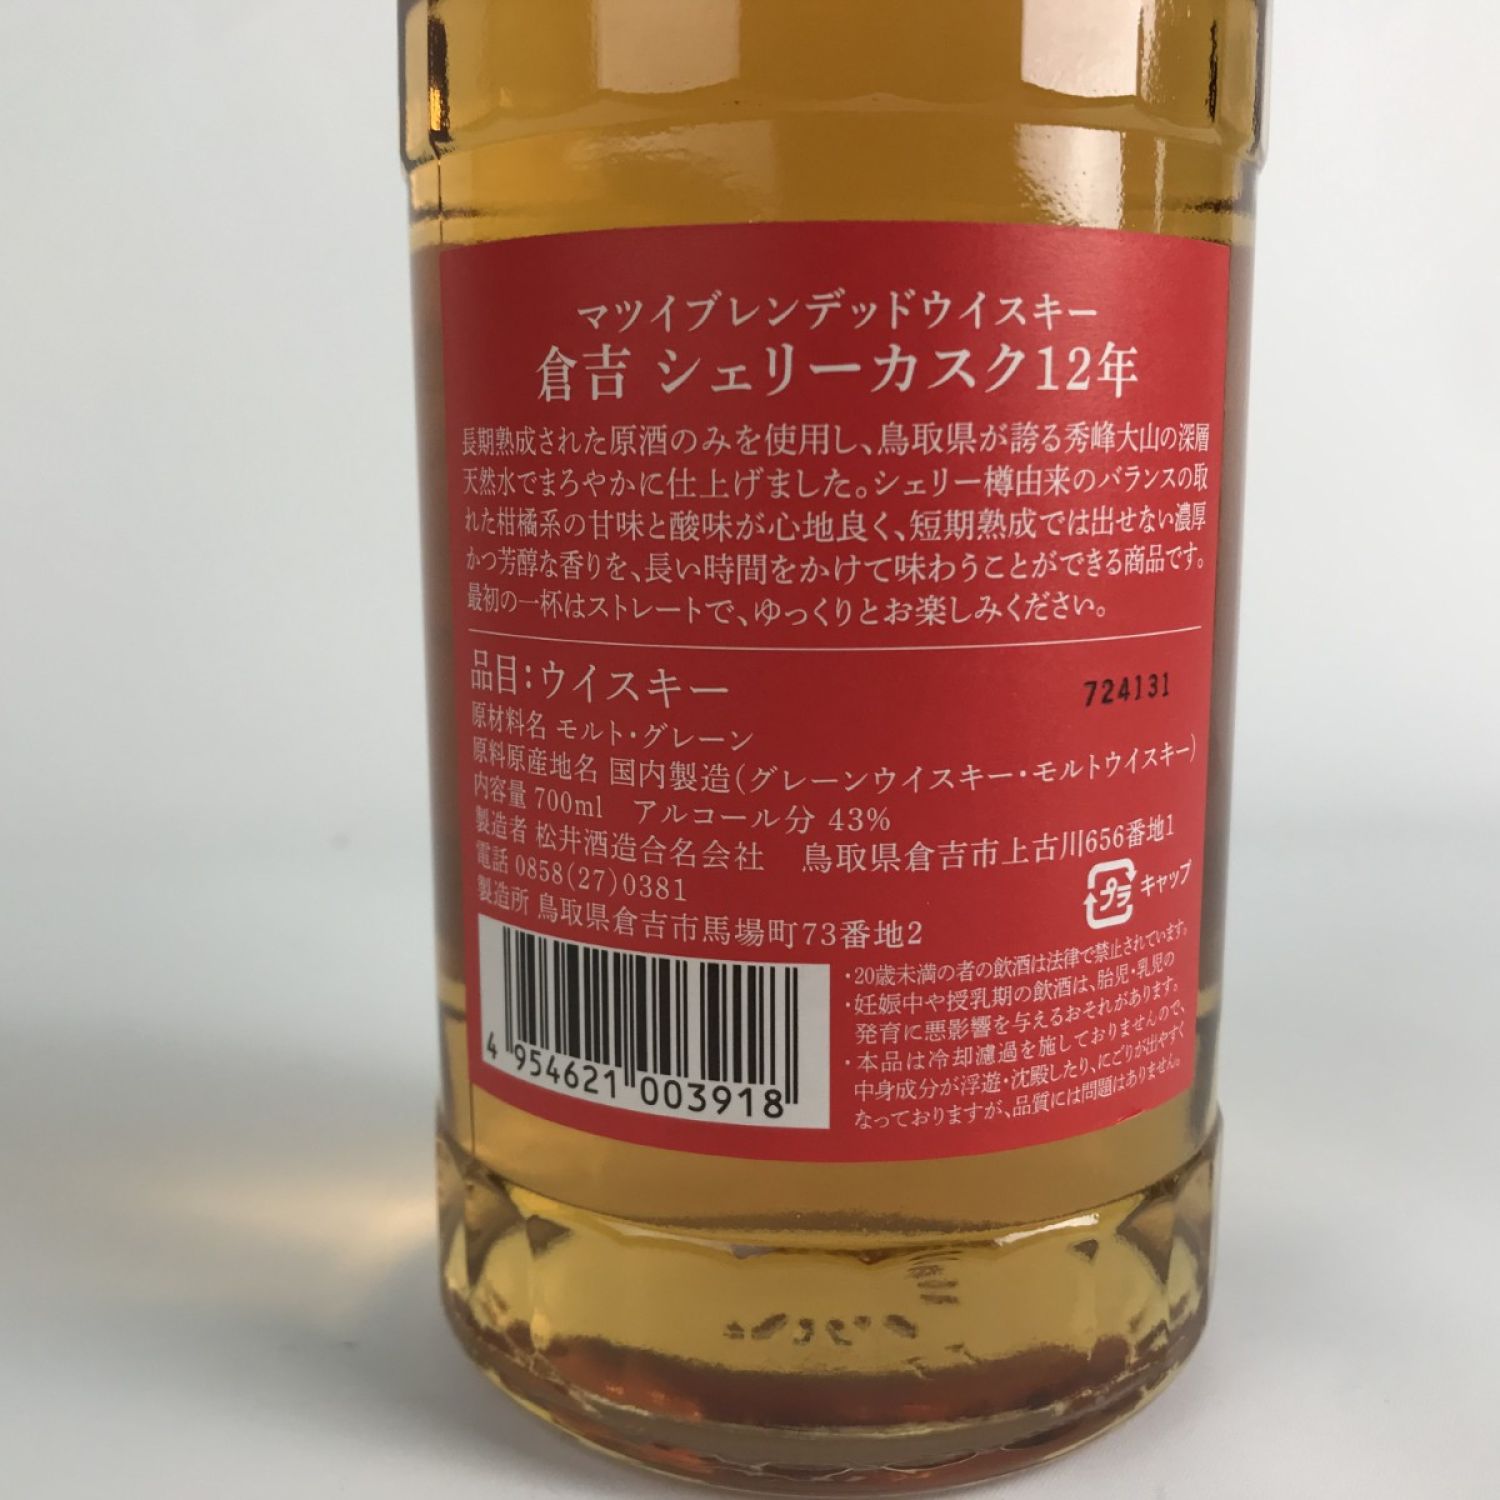 マツイブレンデッドウイスキー
倉吉 シェリーカスク12年
長期熟成された原酒のみを使用し、鳥取県が誇る秀峰大山の深層
天然水でまろやかに仕上げました。シェリー樽由来のバランスの取
れた柑橘系の甘味と酸味が心地良く、短期熟成では出せない濃厚
かつ芳醇な香りを、長い時間をかけて味わうことができる商品です。
最初の一杯はストレートで、ゆっくりとお楽しみください。
品目:ウイスキー
724131
原材料名 モルト・グレーン
原料原産地名 国内製造(グレーンウイスキー・モルトウイスキー)
内容量 700ml アルコール分 43%
製造者 松井酒造合名会社 鳥取県倉吉市上古川656番地1
電話 0858(27)0381
製造所 鳥取県倉吉市馬場町73番地2
プラ キャップ
・20歳未満の者の飲酒は法律で禁止されています。
・妊娠中や授乳期の飲酒は、胎児・乳児の
発育に悪影響を与えるおそれがあります。
・本品は冷却濾過を施しておりませんので、
中身成分が浮遊・沈殿したり、にごりが出やすく
なっておりますが、品質には問題はありません。
4 954621 003918